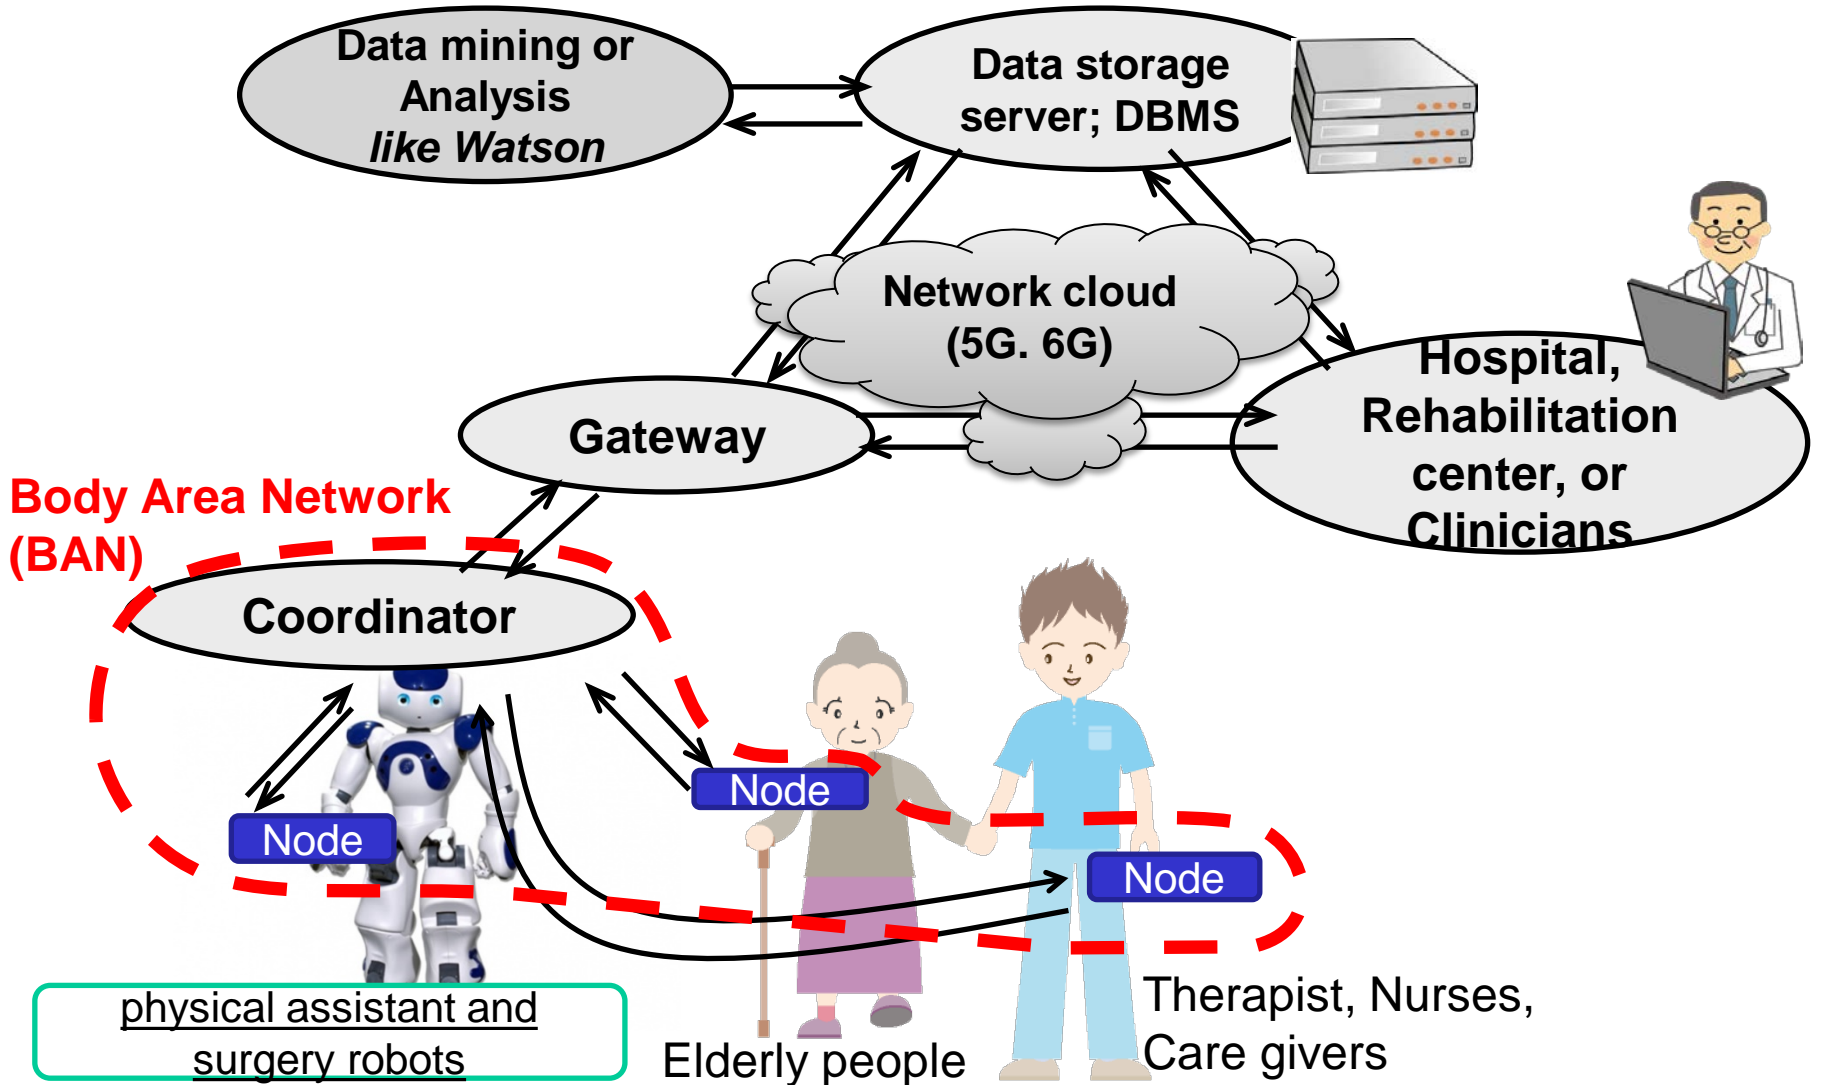 Data mining or
Analysis
like Watson
Data storage
server; DBMS
Network cloud
(5G. 6G)
Hospital,
Rehabilitation
center, or
Clinicians
Gateway
Body Area Network
(BAN)
Coordinator
Node
Node
Node
physical assistant and
surgery robots
Elderly people
Therapist, Nurses,
Care givers